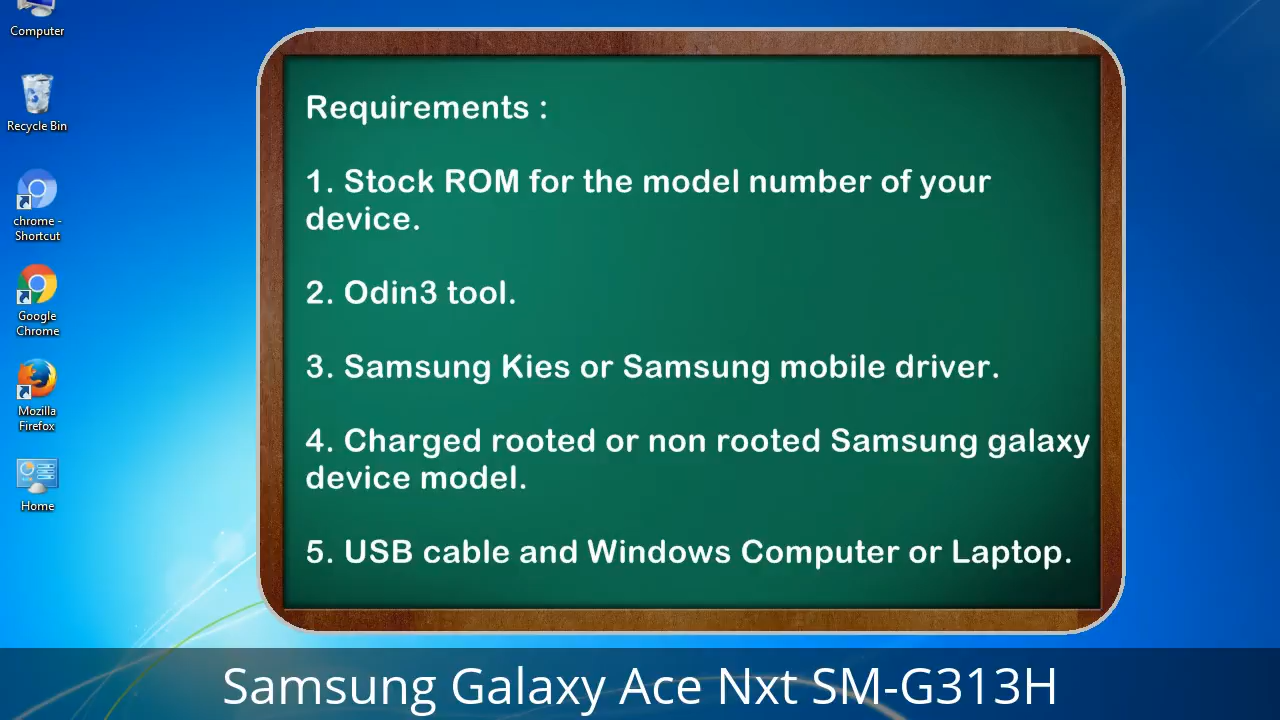 Computer
Recycle Bin
chrome -
Shortcut
Google
Chrome
Mozilla
Firefox
Home
Requirements :
1. Stock ROM for the model number of your
device.
2. Odin3 tool.
3. Samsung Kies or Samsung mobile driver.
4. Charged rooted or non rooted Samsung galaxy
device model.
5. USB cable and Windows Computer or Laptop.
Samsung Galaxy Ace Nxt SM-G313H